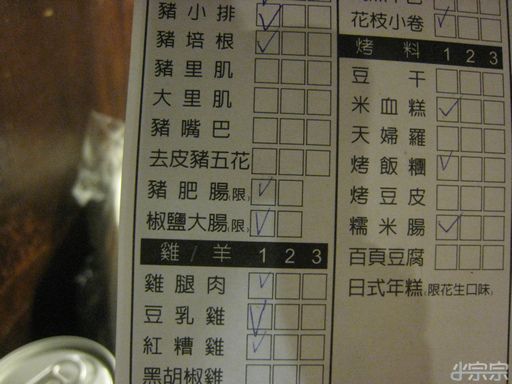 豬小排
豬培根
豬里肌
大里肌
豬嘴巴
去皮豬五花
豬肥腸(限)
椒鹽大腸(限)
雞/羊 1 2 3
雞腿肉
豆乳雞
紅糟雞
黑胡椒雞
花枝小卷
烤料 1 2 3
豆干
米血糕
天婦羅
烤飯糰
烤豆皮
糯米腸
百頁豆腐
日式年糕(限花生口味)
小宗宗